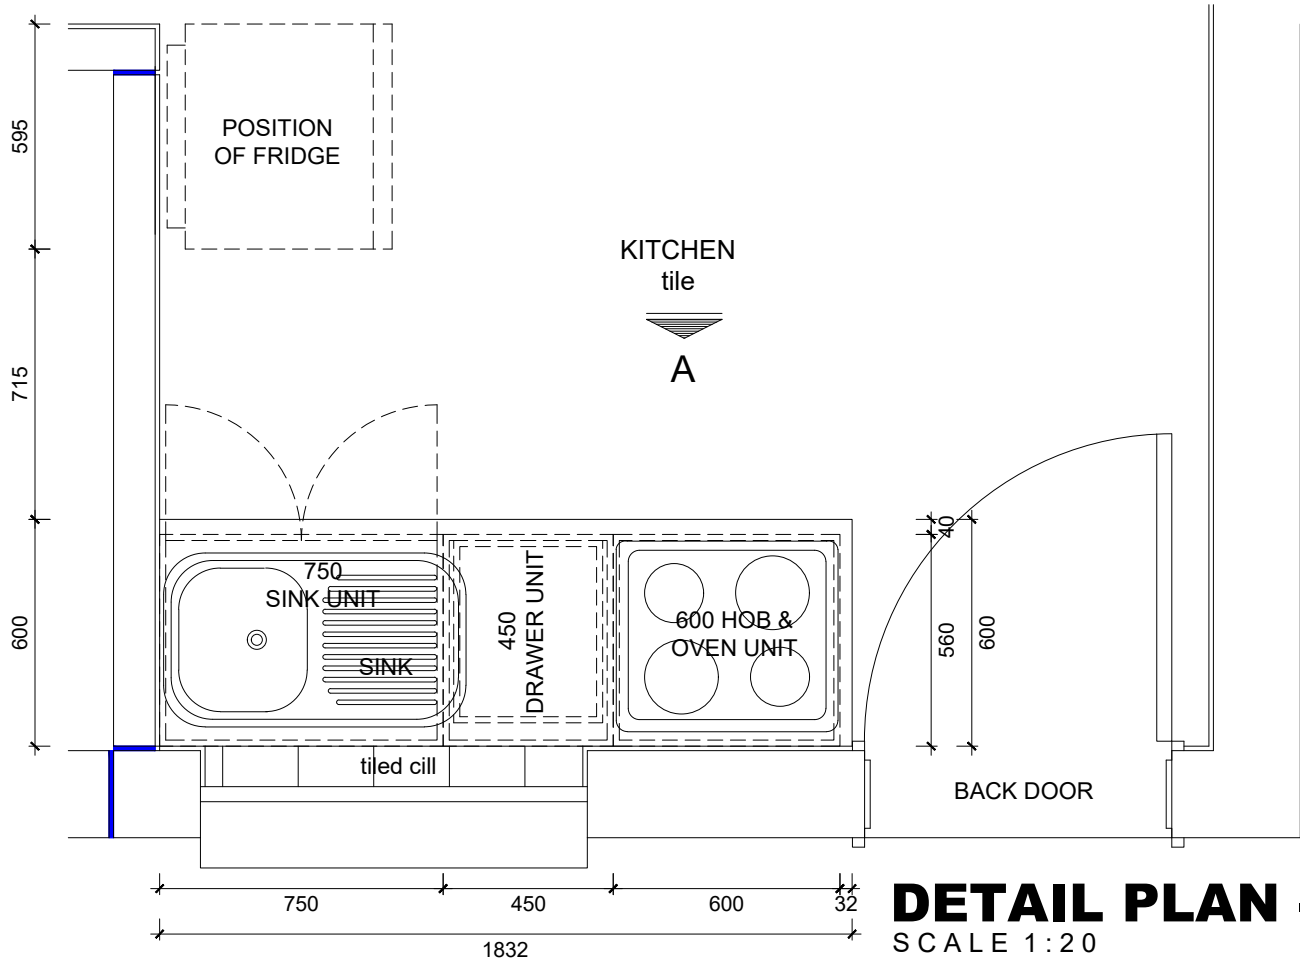 POSITION
OF FRIDGE
595
KITCHEN
tile
A
715
40
750
SINK UNIT
450
DRAWER UNIT
600 HOB &
OVEN UNIT
SINK
600
560
600
tiled cill
BACK DOOR
750
450
600
32
1832
DETAIL PLAN
SCALE 1:20